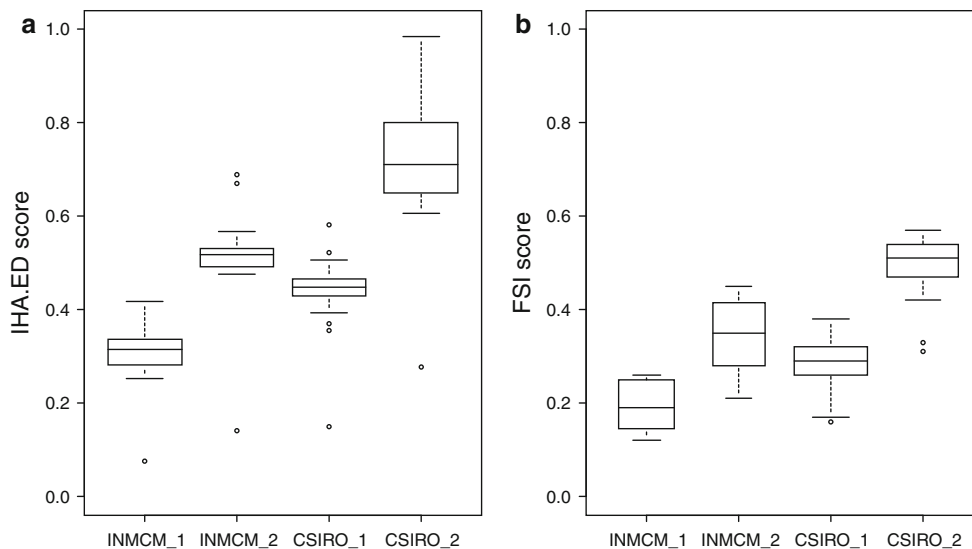 a
IHA.ED score
1.0
0.8
0.6
0.4
0.2
0.0
INMCM_1 INMCM_2 CSIRO_1 CSIRO_2
b
FSI score
1.0
0.8
0.6
0.4
0.2
0.0
INMCM_1 INMCM_2 CSIRO_1 CSIRO_2